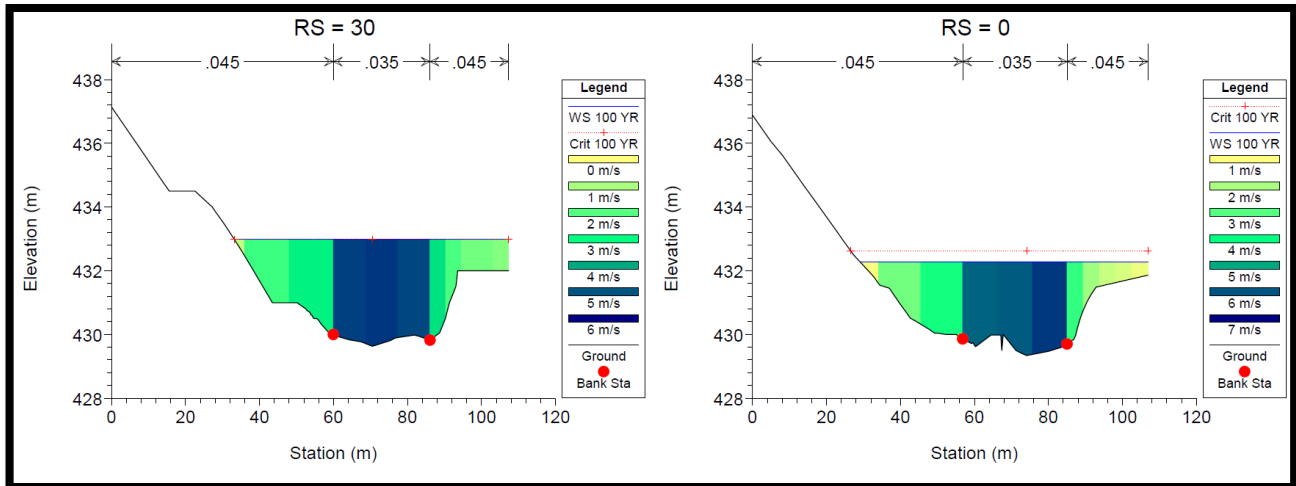 RS = 30
.045 .035 .045
438
436
434
432
430
428
Elevation (m)
0 20 40 60 80 100 120
Station (m)
Legend
WS 100 YR
Crit 100 YR
0 m/s
1 m/s
2 m/s
3 m/s
4 m/s
5 m/s
6 m/s
Ground
Bank Sta
RS = 0
.045 .035 .045
438
436
434
432
430
428
Elevation (m)
0 20 40 60 80 100 120
Station (m)
Legend
Crit 100 YR
WS 100 YR
1 m/s
2 m/s
3 m/s
4 m/s
5 m/s
6 m/s
7 m/s
Ground
Bank Sta